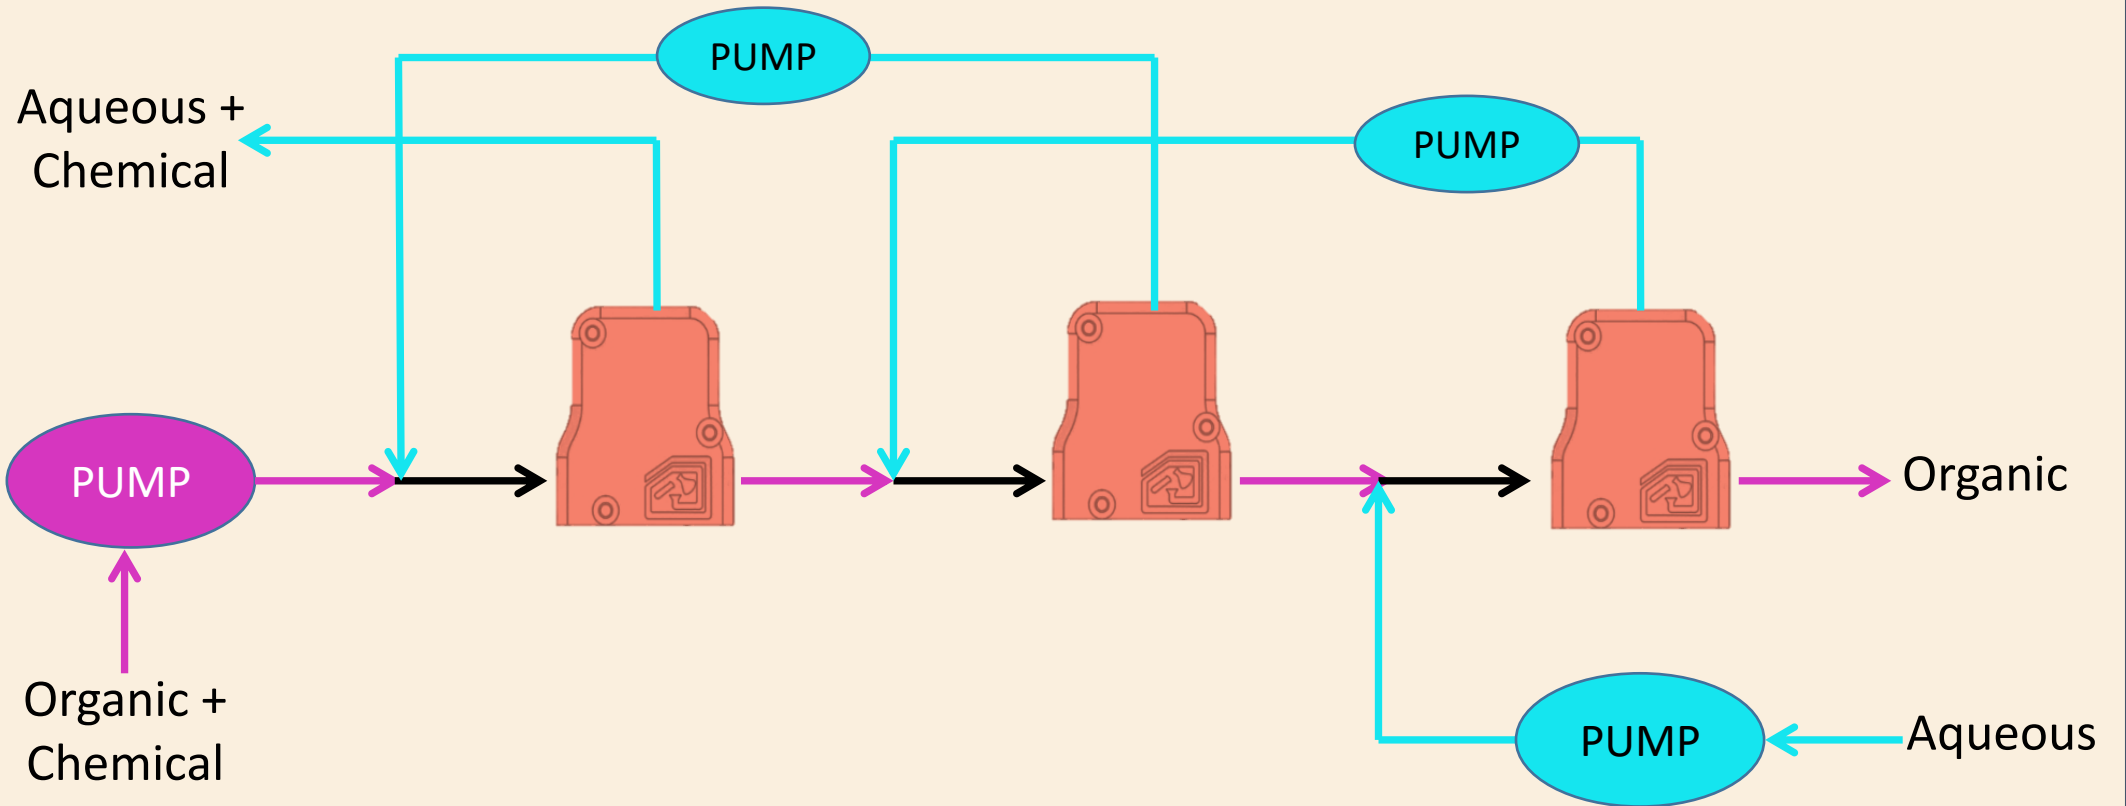 PUMP
Aqueous +
Chemical
PUMP
PUMP
Organic
Organic +
Chemical
PUMP
Aqueous